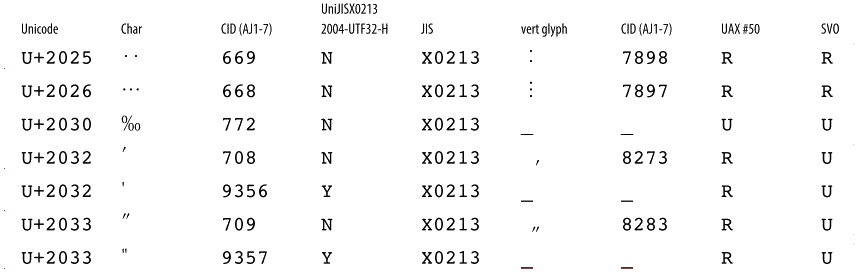 UniJISX0213
Unicode Char CID (AJ1-7) 2004-UTF32-H JIS vert glyph CID (AJ1-7) UAX #50 SVO
U+2025 ‥ 669 N X0213 ︰ 7898 R R
U+2026 … 668 N X0213 ︙ 7897 R R
U+2030 ‰ 772 N X0213 _ _ U U
U+2032 ′ 708 N X0213 ′ 8273 R U
U+2032 ' 9356 Y X0213 _ _ R U
U+2033 ″ 709 N X0213 ″ 8283 R U
U+2033 " 9357 Y X0213 _ _ R U